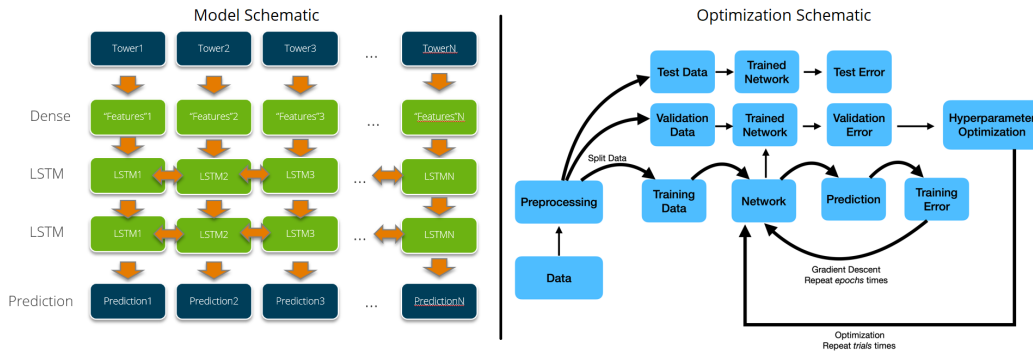 Model Schematic
Tower1 Tower2 Tower3 ... TowerN
Dense "Features"1 "Features"2 "Features"3 ... "Features"N
LSTM LSTM1 LSTM2 LSTM3 ... LSTMN
LSTM LSTM1 LSTM2 LSTM3 ... LSTMN
Prediction Prediction1 Prediction2 Prediction3 ... PredictionN
Optimization Schematic
Test Data
Trained
Network
Test Error
Validation
Data
Trained
Network
Validation
Error
Hyperparameter
Optimization
Split Data
Preprocessing
Training
Data
Network
Prediction
Training
Error
Data
Gradient Descent
Repeat epochs times
Optimization
Repeat trials times